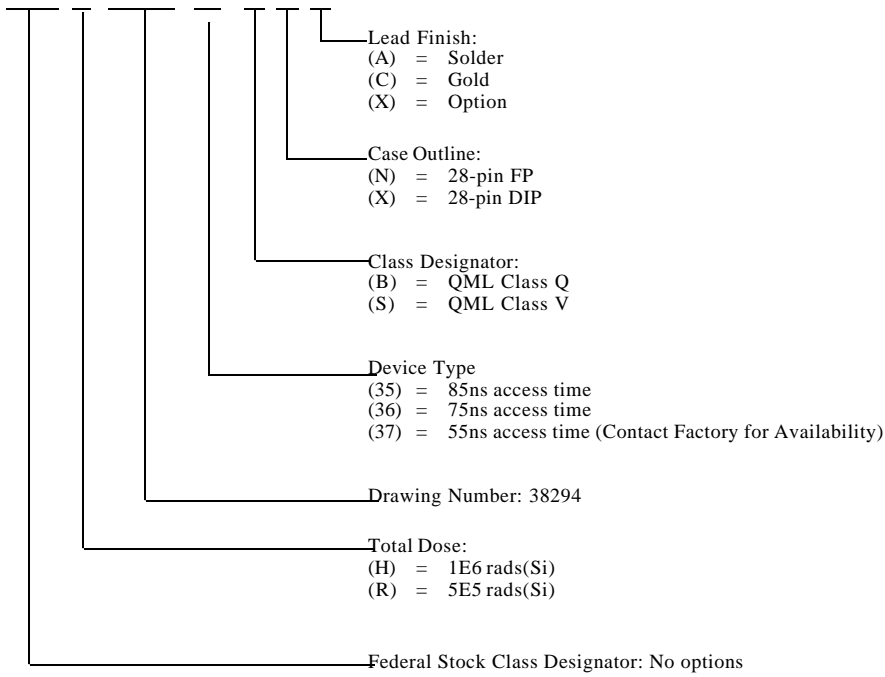 Lead Finish:
(A) = Solder
(C) = Gold
(X) = Option
Case Outline:
(N) = 28-pin FP
(X) = 28-pin DIP
Class Designator:
(B) = QML Class Q
(S) = QML Class V
Device Type
(35) = 85ns access time
(36) = 75ns access time
(37) = 55ns access time (Contact Factory for Availability)
Drawing Number: 38294
Total Dose:
(H) = 1E6 rads(Si)
(R) = 5E5 rads(Si)
Federal Stock Class Designator: No options